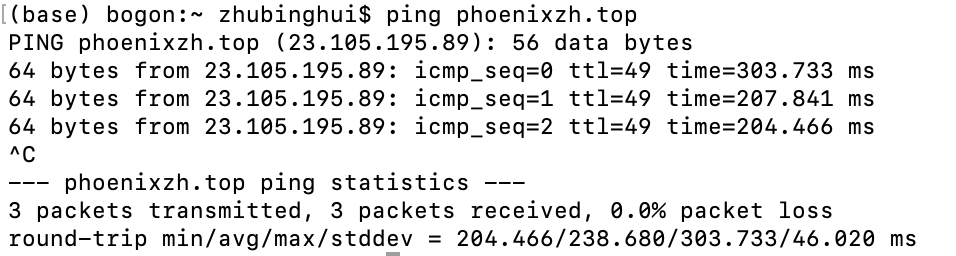 [(base) bogon:~ zhubinghui$ ping phoenixzh.top
PING phoenixzh.top (23.105.195.89): 56 data bytes
64 bytes from 23.105.195.89: icmp_seq=0 ttl=49 time=303.733 ms
64 bytes from 23.105.195.89: icmp_seq=1 ttl=49 time=207.841 ms
64 bytes from 23.105.195.89: icmp_seq=2 ttl=49 time=204.466 ms
^C
--- phoenixzh.top ping statistics ---
3 packets transmitted, 3 packets received, 0.0% packet loss
round-trip min/avg/max/stddev = 204.466/238.680/303.733/46.020 ms